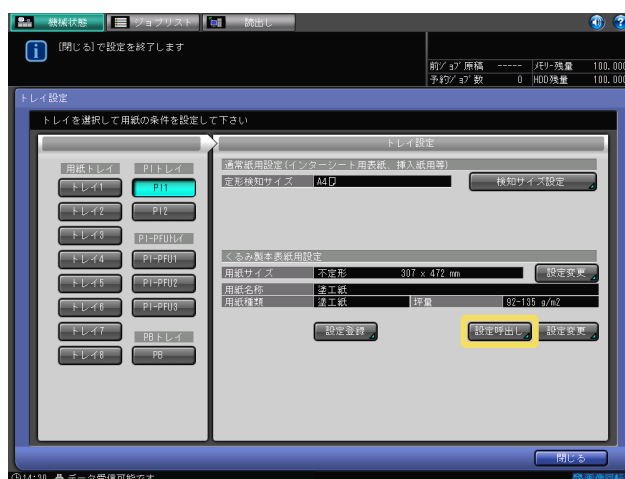 機械状態 ジョブリスト 読出し
[閉じる]で設定を終了します
前ｼﾞｮﾌﾞ原稿 ----- ﾒﾓﾘｰ残量 100.000
予約ｼﾞｮﾌﾞ数 0 HDD残量 100.000
トレイ設定
トレイを選択して用紙の条件を設定して下さい
用紙トレイ PIトレイ
トレイ1 PI1
トレイ2 PI2
トレイ3 PI-PFUﾄﾚｲ
トレイ4 PI-PFU1
トレイ5 PI-PFU2
トレイ6 PI-PFU3
トレイ7 PBトレイ
トレイ8 PB
トレイ設定
通常紙用設定(インターシート用表紙、挿入紙用等)
定形検知サイズ A4 検知サイズ設定
くるみ製本表紙用設定
用紙サイズ 不定形 307 x 472 mm 設定変更
用紙名称 塗工紙
用紙種類 塗工紙 坪量 92-135 g/m2
設定登録 設定呼出し 設定変更
閉じる
14:30 データ受信可能です 画像回転